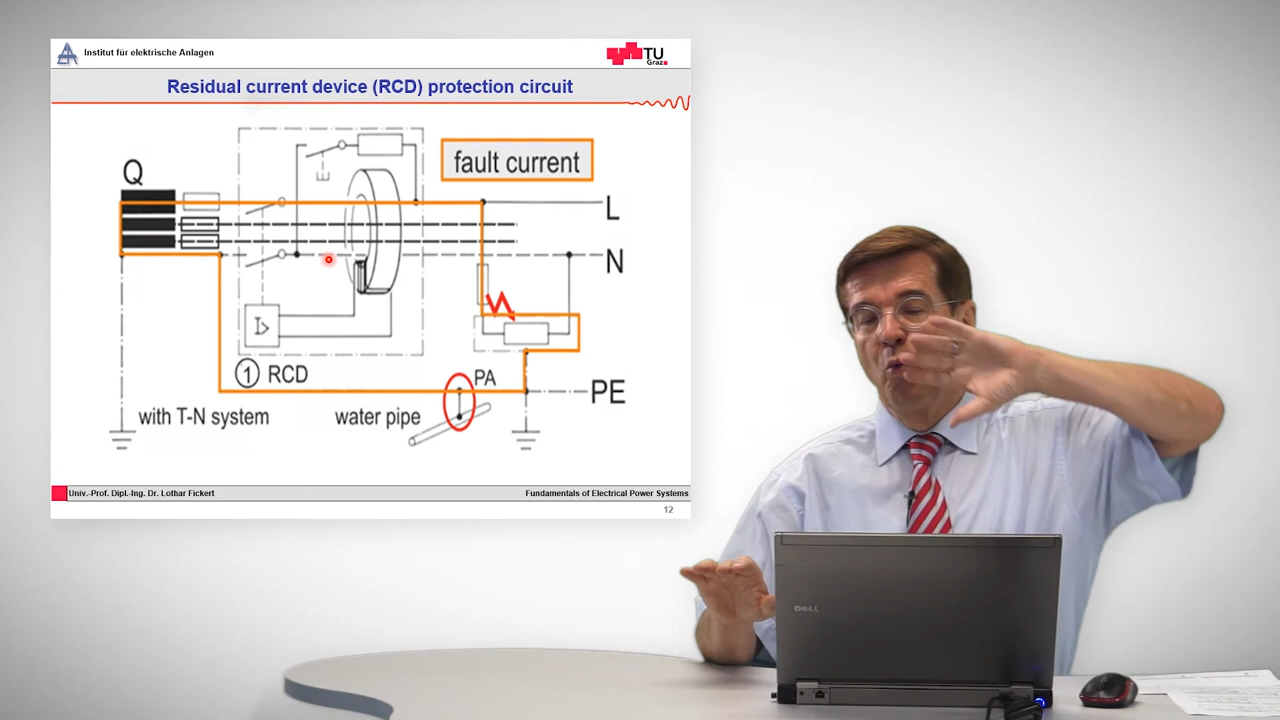 Institut für elektrische Anlagen
TU
Graz
Residual current device (RCD) protection circuit
Q
fault current
L
N
I>
1 RCD
PA
PE
with T-N system
water pipe
Univ.-Prof. Dipl.-Ing. Dr. Lothar Fickert
Fundamentals of Electrical Power Systems
12
DELL